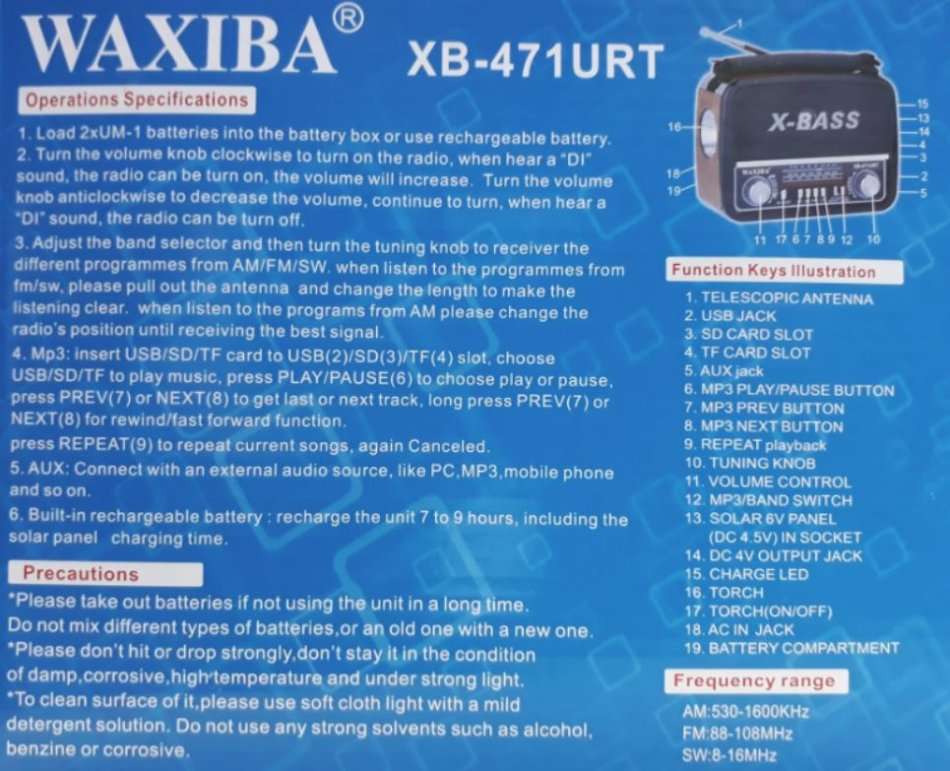 WAXIBA®
XB-471URT
Operations Specifications
1. Load 2xUM-1 batteries into the battery box or use rechargeable battery.
2. Turn the volume knob clockwise to turn on the radio, when hear a "DI"
sound, the radio can be turn on, the volume will increase. Turn the volume
knob anticlockwise to decrease the volume, continue to turn, when hear a
"DI" sound, the radio can be turn off.
3. Adjust the band selector and then turn the tuning knob to receiver the
different programmes from AM/FM/SW. when listen to the programmes from
fm/sw, please pull out the antenna and change the length to make the
listening clear. when listen to the programs from AM please change the
radio's position until receiving the best signal.
4. Mp3: insert USB/SD/TF card to USB(2)/SD(3)/TF(4) slot, choose
USB/SD/TF to play music, press PLAY/PAUSE(6) to choose play or pause,
press PREV(7) or NEXT(8) to get last or next track, long press PREV(7) or
NEXT(8) for rewind/fast forward function.
press REPEAT(9) to repeat current songs, again Canceled.
5. AUX: Connect with an external audio source, like PC,MP3,mobile phone
and so on.
6. Built-in rechargeable battery : recharge the unit 7 to 9 hours, including the
solar panel charging time.
Precautions
*Please take out batteries if not using the unit in a long time.
Do not mix different types of batteries,or an old one with a new one.
*Please don't hit or drop strongly,don't stay it in the condition
of damp,corrosive,high temperature and under strong light.
*To clean surface of it,please use soft cloth light with a mild
detergent solution. Do not use any strong solvents such as alcohol,
benzine or corrosive.
1
X-BASS
WAXIBA
16
18
19
15
13
14
4
3
2
5
11 17 6 7 8 9 12 10
Function Keys Illustration
1. TELESCOPIC ANTENNA
2. USB JACK
3. SD CARD SLOT
4. TF CARD SLOT
5. AUX jack
6. MP3 PLAY/PAUSE BUTTON
7. MP3 PREV BUTTON
8. MP3 NEXT BUTTON
9. REPEAT playback
10. TUNING KNOB
11. VOLUME CONTROL
12. MP3/BAND SWITCH
13. SOLAR 6V PANEL
(DC 4.5V) IN SOCKET
14. DC 4V OUTPUT JACK
15. CHARGE LED
16. TORCH
17. TORCH(ON/OFF)
18. AC IN JACK
19. BATTERY COMPARTMENT
Frequency range
AM:530-1600KHz
FM:88-108MHz
SW:8-16MHz